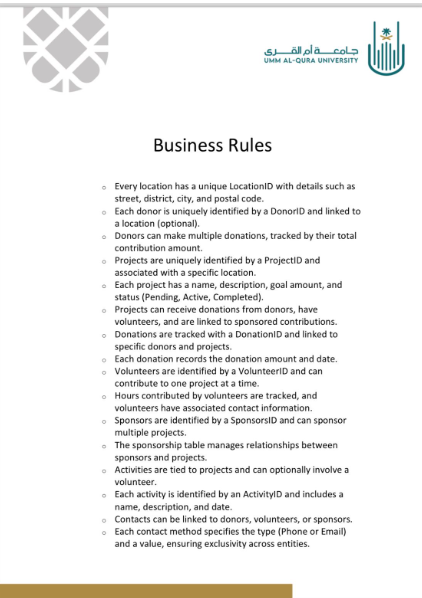 جامعة أم القرى
UMM AL-QURA UNIVERSITY
Business Rules
o Every location has a unique LocationID with details such as
street, district, city, and postal code.
o Each donor is uniquely identified by a DonorID and linked to
a location (optional).
o Donors can make multiple donations, tracked by their total
contribution amount.
o Projects are uniquely identified by a ProjectID and
associated with a specific location.
o Each project has a name, description, goal amount, and
status (Pending, Active, Completed).
o Projects can receive donations from donors, have
volunteers, and are linked to sponsored contributions.
o Donations are tracked with a DonationID and linked to
specific donors and projects.
o Each donation records the donation amount and date.
o Volunteers are identified by a VolunteerID and can
contribute to one project at a time.
o Hours contributed by volunteers are tracked, and
volunteers have associated contact information.
o Sponsors are identified by a SponsorsID and can sponsor
multiple projects.
o The sponsorship table manages relationships between
sponsors and projects.
o Activities are tied to projects and can optionally involve a
volunteer.
o Each activity is identified by an ActivityID and includes a
name, description, and date.
o Contacts can be linked to donors, volunteers, or sponsors.
o Each contact method specifies the type (Phone or Email)
and a value, ensuring exclusivity across entities.